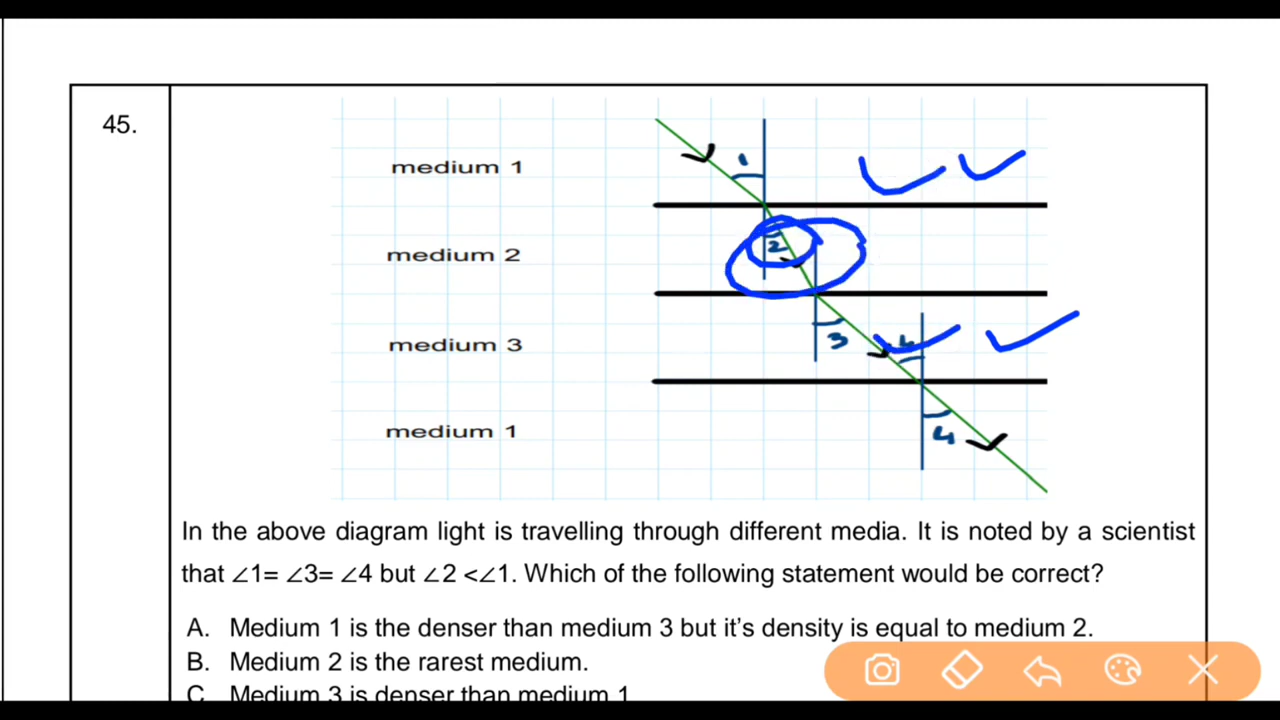 45.
medium 1
1
medium 2
2
medium 3
3
4
medium 1
4
In the above diagram light is travelling through different media. It is noted by a scientist
that ∠1= ∠3= ∠4 but ∠2 <∠1. Which of the following statement would be correct?
A. Medium 1 is the denser than medium 3 but it's density is equal to medium 2.
B. Medium 2 is the rarest medium.
C. Medium 3 is denser than medium 1.